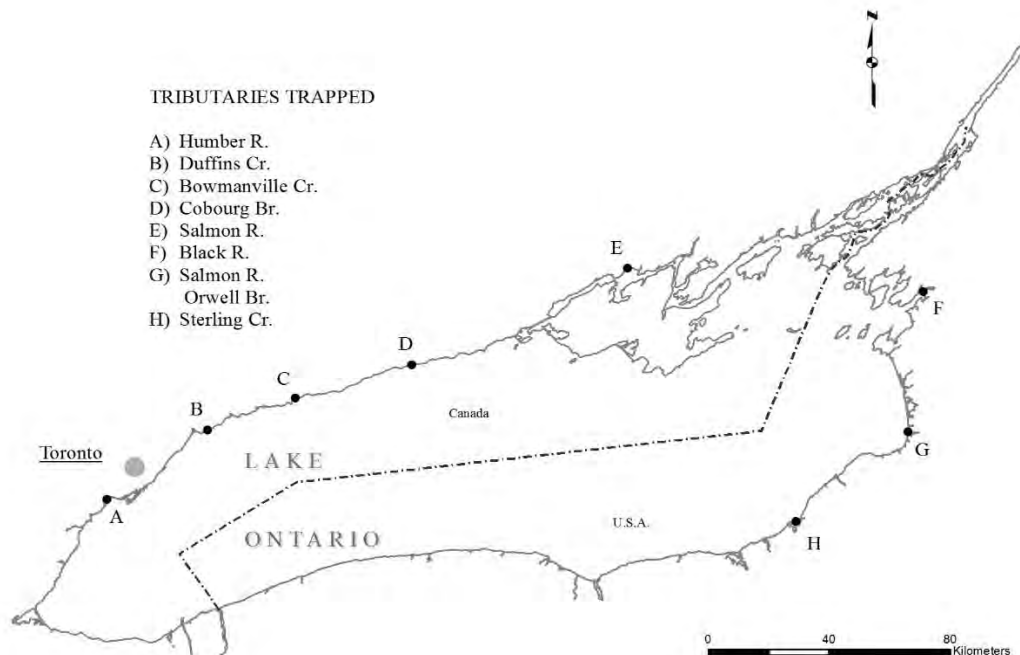 N
TRIBUTARIES TRAPPED
A) Humber R.
B) Duffins Cr.
C) Bowmanville Cr.
D) Cobourg Br.
E) Salmon R.
F) Black R.
G) Salmon R.
Orwell Br.
H) Sterling Cr.
E
F
D
C
Canada
B
G
Toronto
LAKE
A
U.S.A.
ONTARIO
H
0 40 80
Kilometers